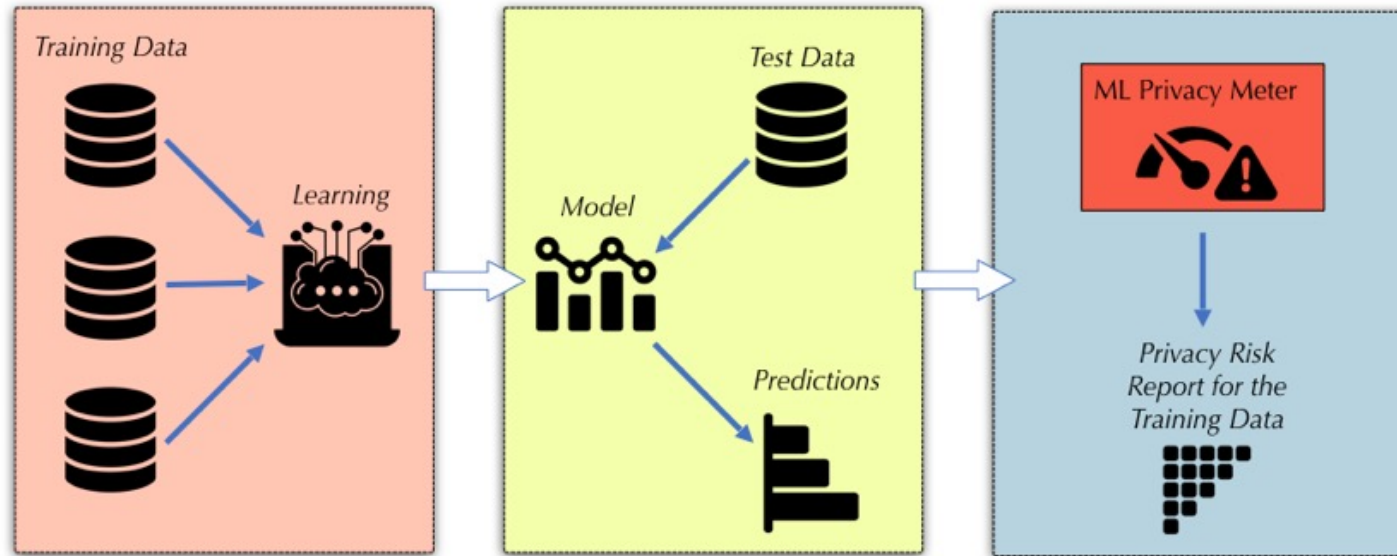 Training Data
Learning
Test Data
Model
Predictions
ML Privacy Meter
Privacy Risk
Report for the
Training Data